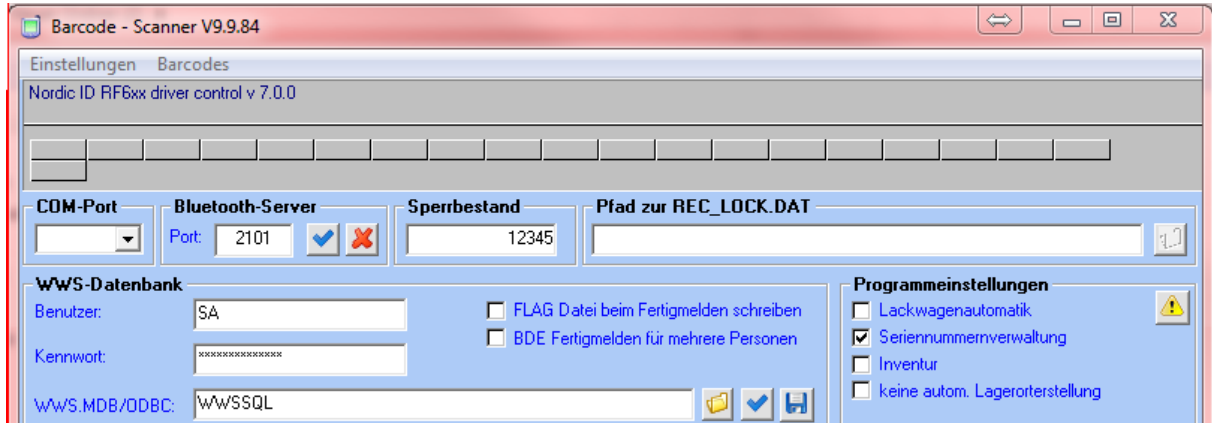 Barcode - Scanner V9.9.84
Einstellungen Barcodes
Nordic ID RF6xx driver control v 7.0.0
COM-Port Bluetooth-Server Sperrbestand Pfad zur REC_LOCK.DAT
Port: 2101 12345
WWS-Datenbank Programmeinstellungen
Benutzer: SA FLAG Datei beim Fertigmelden schreiben Lackwagenautomatik
BDE Fertigmelden für mehrere Personen Seriennummernverwaltung
Kennwort: ************** Inventur
WWS.MDB/ODBC: WWSSQL keine autom. Lagerorterstellung